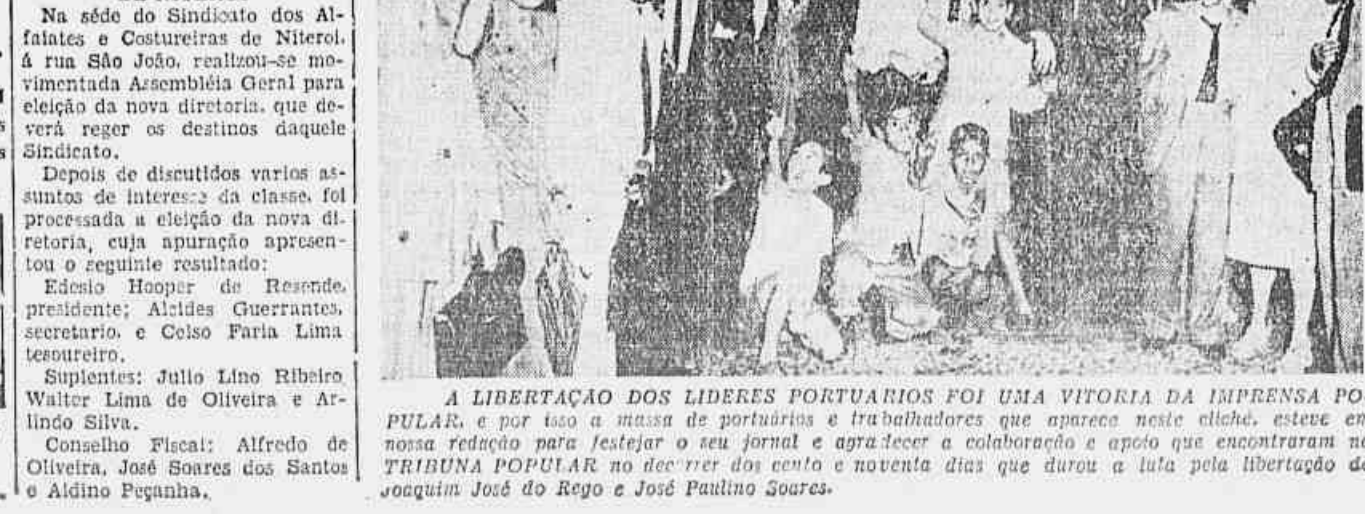 Na séde do Sindicato dos Al-
faiates e Costureiras de Niteroi,
á rua São João, realizou-se mo-
vimentada Assembléia Geral para
eleição da nova diretoria, que de-
verá reger os destinos daquele
Sindicato.
Depois de discutidos varios as-
suntos de interesse da classe, foi
processada a eleição da nova di-
retoria, cuja apuração apresen-
tou o seguinte resultado:
Edesio Hooper de Resende,
presidente; Alcides Guerrantes,
secretario, e Celso Faria Lima
tesoureiro.
Suplentes: Julio Lino Ribeiro
Walter Lima de Oliveira e Ar-
lindo Silva.
Conselho Fiscal: Alfredo de
Oliveira, José Soares dos Santos
e Aldino Peçanha.
A LIBERTAÇÃO DOS LIDERES PORTUARIOS FOI UMA VITORIA DA IMPRENSA PO-
PULAR, e por isso a massa de portuários e trabalhadores que aparece neste cliché, esteve em
nossa redação para festejar o seu jornal e agradecer a colaboração e apoio que encontraram na
TRIBUNA POPULAR no decorrer dos cento e noventa dias que durou a luta pela libertação de
Joaquim José do Rego e José Paulino Soares.